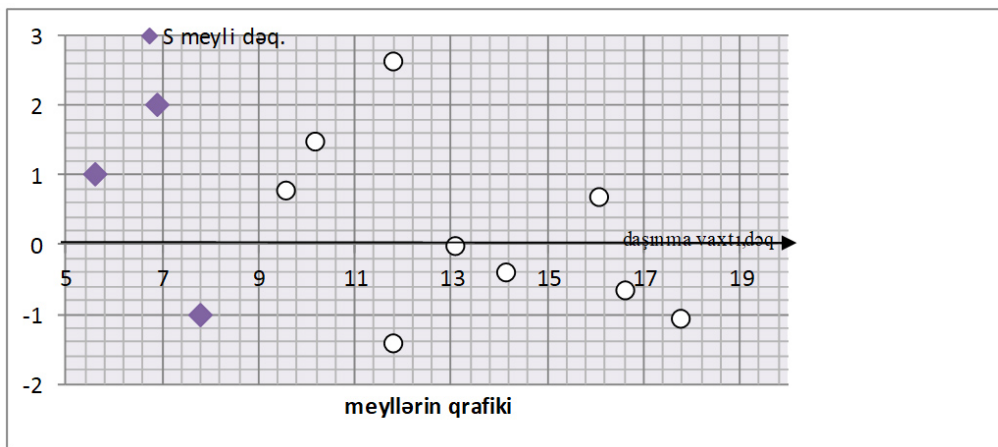 3
S meyli dəq.
2
1
0
daşınma vaxtı,dəq
5 7 9 11 13 15 17 19
-1
-2
meyllərin qrafiki